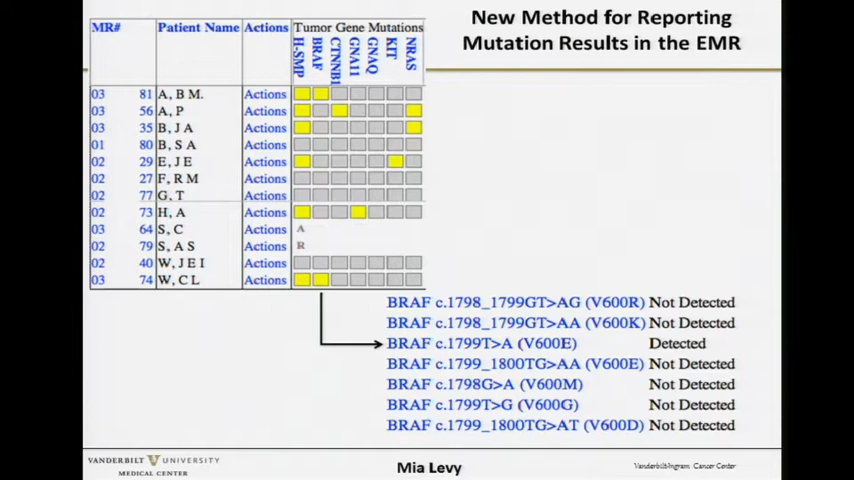 New Method for Reporting
Mutation Results in the EMR
MR# Patient Name Actions Tumor Gene Mutations
H-SMP BRAF CTNNB1 GNA11 GNAQ KIT NRAS
03 81 A, B M. Actions
03 56 A, P Actions
03 35 B, J A Actions
01 80 B, S A Actions
02 29 E, J E Actions
02 27 F, R M Actions
02 77 G, T Actions
02 73 H, A Actions
03 64 S, C Actions A
02 79 S, A S Actions R
02 40 W, J E I Actions
03 74 W, C L Actions
BRAF c.1798_1799GT>AG (V600R) Not Detected
BRAF c.1798_1799GT>AA (V600K) Not Detected
BRAF c.1799T>A (V600E) Detected
BRAF c.1799_1800TG>AA (V600E) Not Detected
BRAF c.1798G>A (V600M) Not Detected
BRAF c.1799T>G (V600G) Not Detected
BRAF c.1799_1800TG>AT (V600D) Not Detected
VANDERBILT V UNIVERSITY
MEDICAL CENTER
Mia Levy
Vanderbilt-Ingram Cancer Center